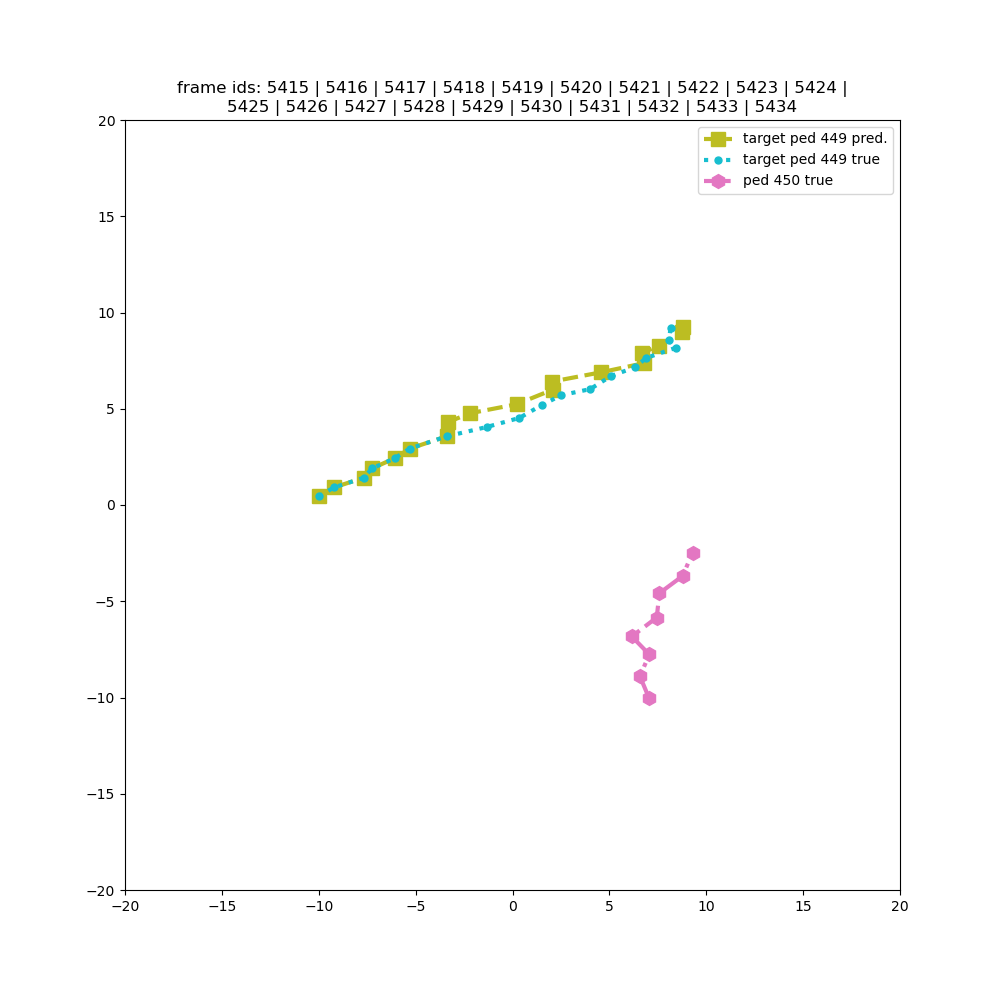 frame ids: 5415 | 5416 | 5417 | 5418 | 5419 | 5420 | 5421 | 5422 | 5423 | 5424 |
5425 | 5426 | 5427 | 5428 | 5429 | 5430 | 5431 | 5432 | 5433 | 5434
target ped 449 pred.
target ped 449 true
ped 450 true
20
15
10
5
0
−5
−10
−15
−20
−20 −15 −10 −5 0 5 10 15 20